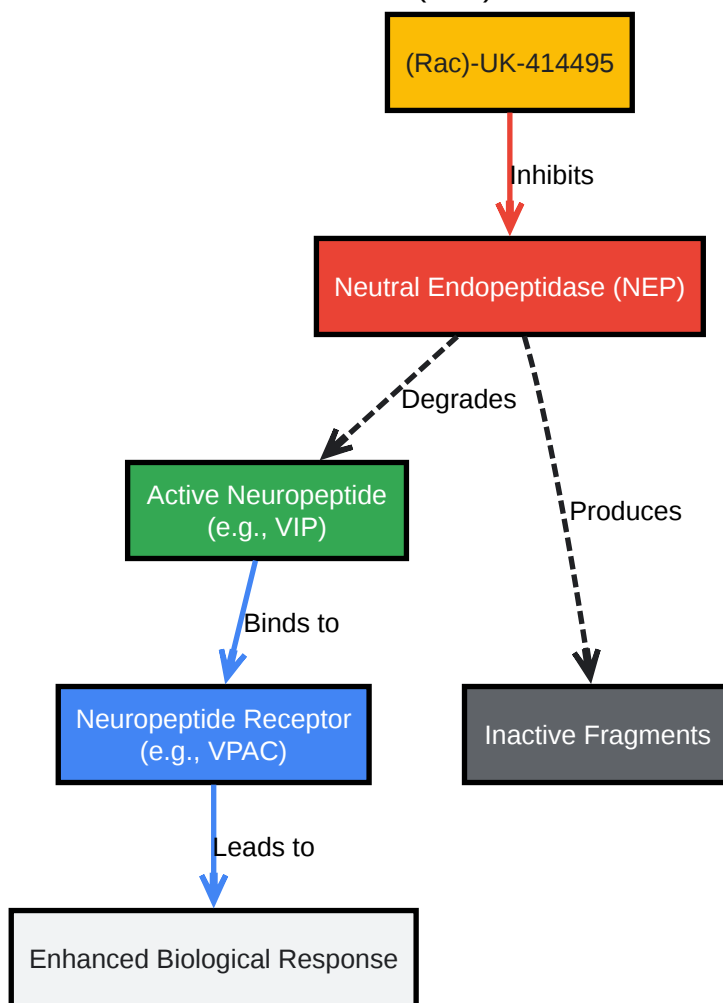 (Rac)-UK-414495
Inhibits
Neutral Endopeptidase (NEP)
Degrades
Active Neuropeptide
(e.g., VIP)
Produces
Binds to
Neuropeptide Receptor
(e.g., VPAC)
Inactive Fragments
Leads to
Enhanced Biological Response